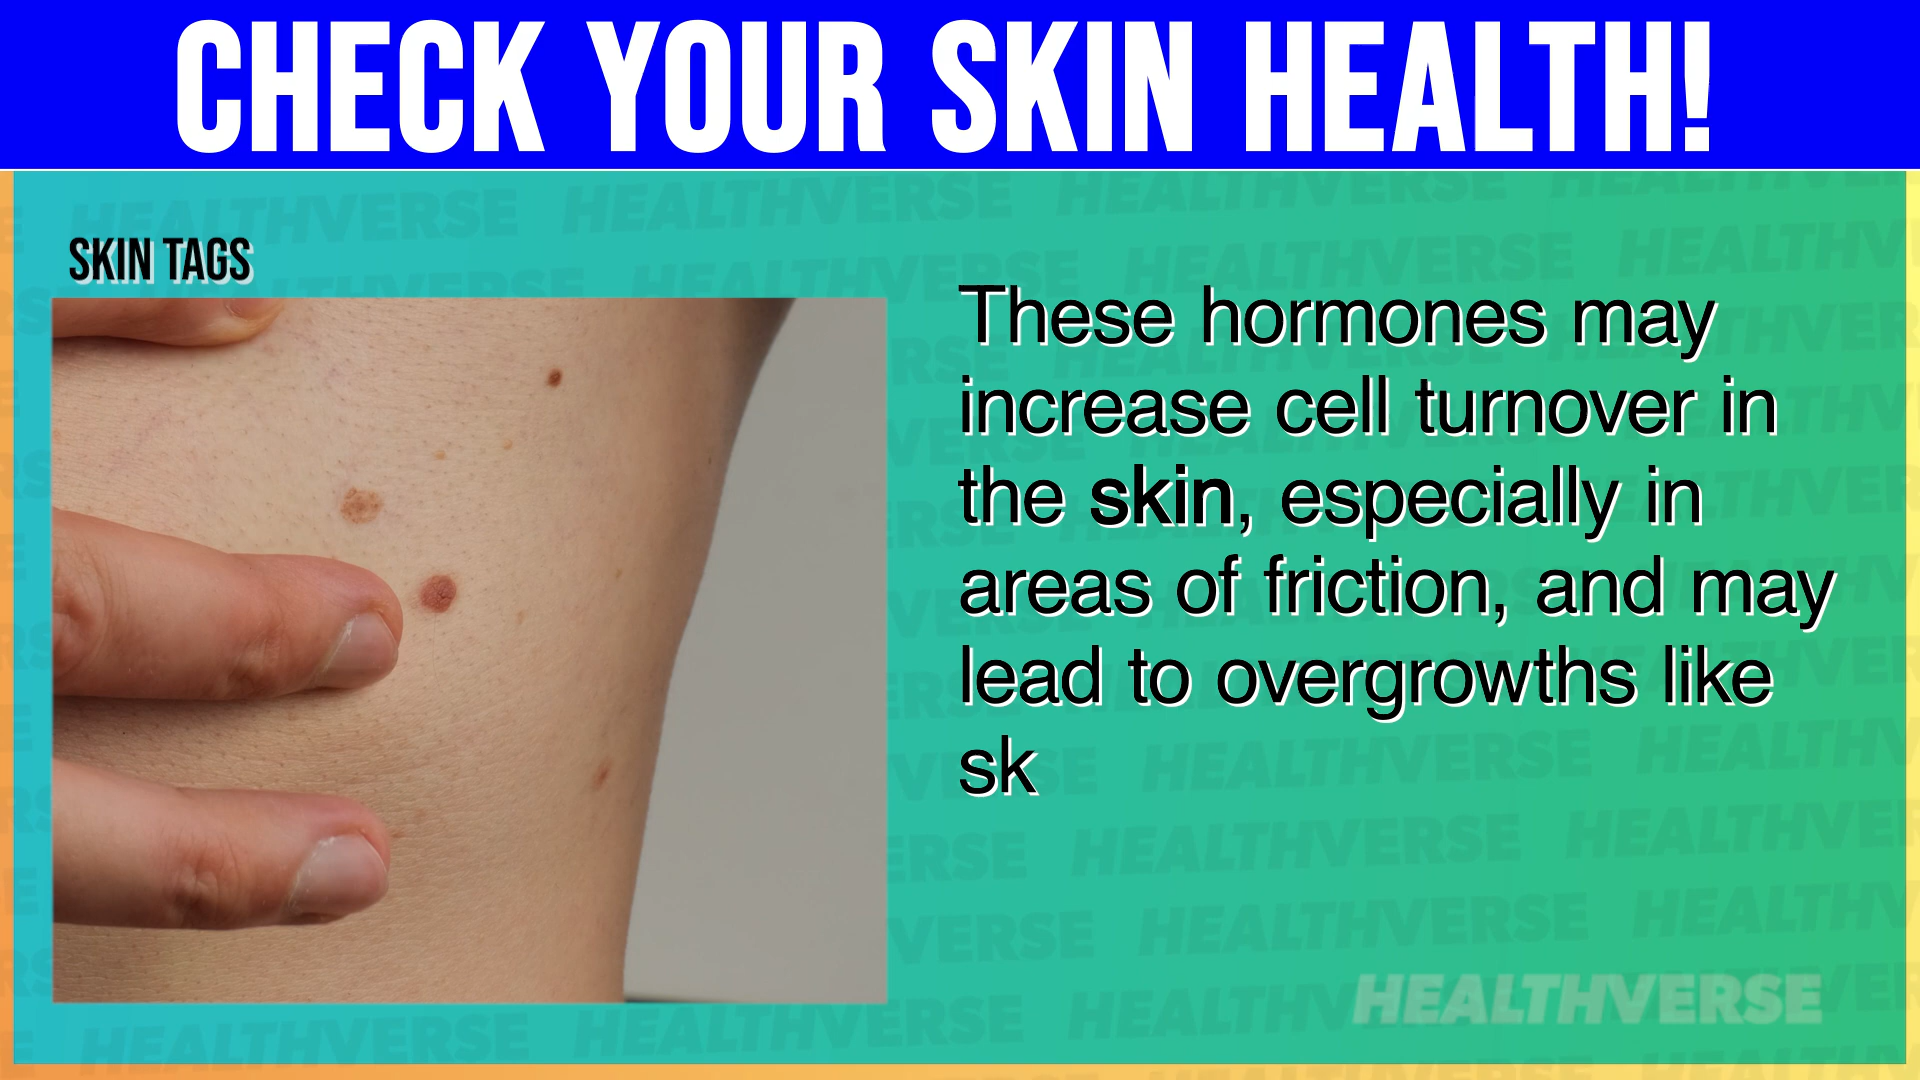 CHECK YOUR SKIN HEALTH!
SKIN TAGS
These hormones may
increase cell turnover in
the skin, especially in
areas of friction, and may
lead to overgrowths like
sk
HEALTHVERSE